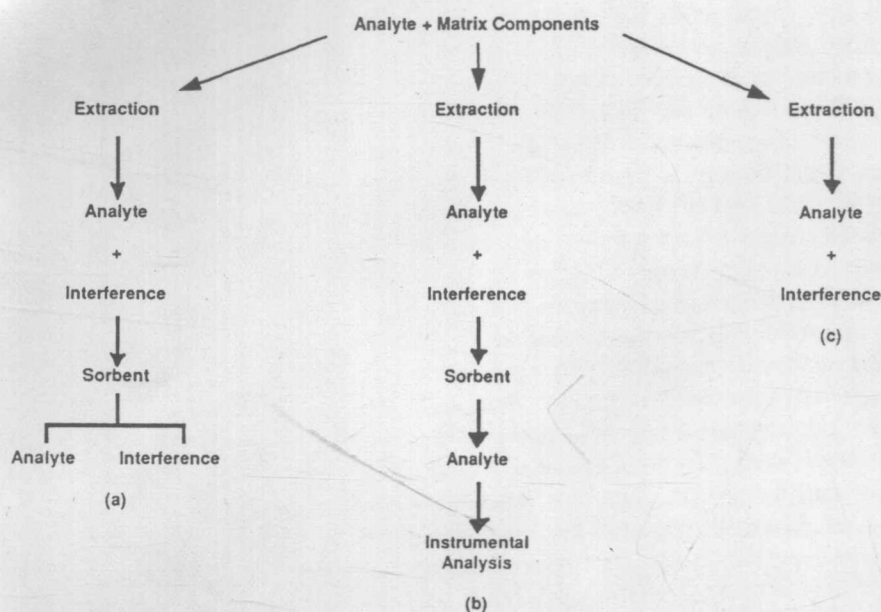 Analyte + Matrix Components
Extraction
Analyte
+
Interference
Sorbent
Analyte Interference
(a)
Extraction
Analyte
+
Interference
Sorbent
Analyte
Instrumental
Analysis
(b)
Extraction
Analyte
+
Interference
(c)